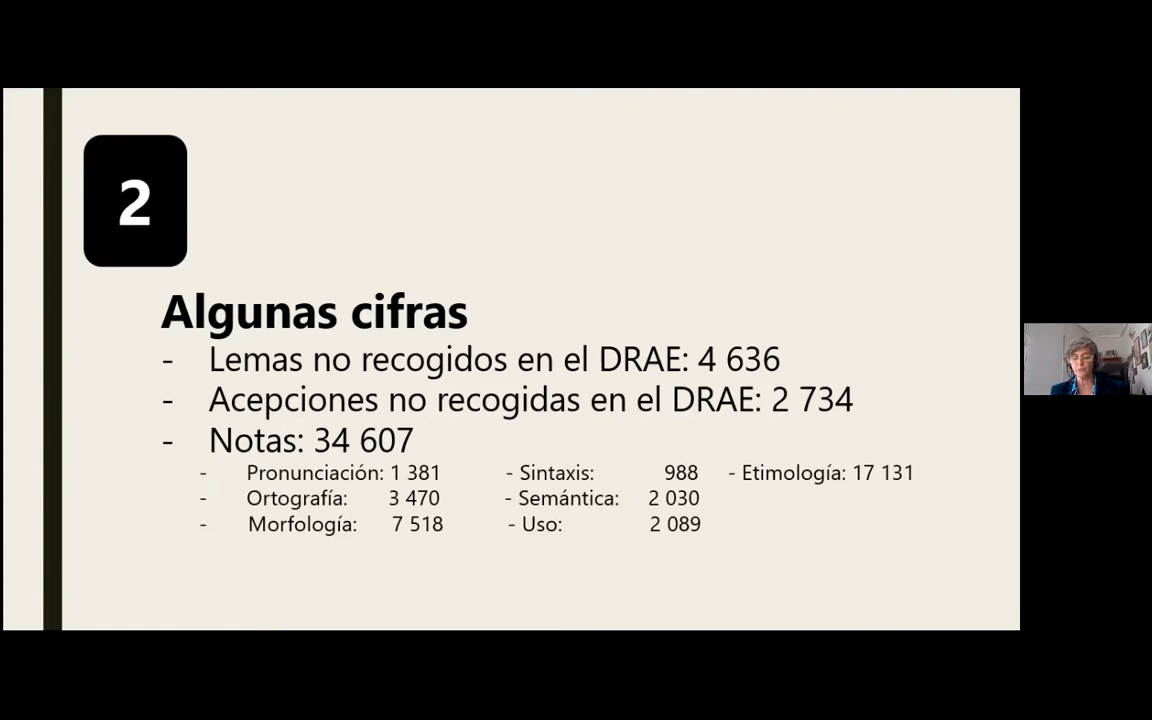 2
Algunas cifras
- Lemas no recogidos en el DRAE: 4 636
- Acepciones no recogidas en el DRAE: 2 734
- Notas: 34 607
- Pronunciación: 1 381 - Sintaxis: 988 - Etimología: 17 131
- Ortografía: 3 470 - Semántica: 2 030
- Morfología: 7 518 - Uso: 2 089